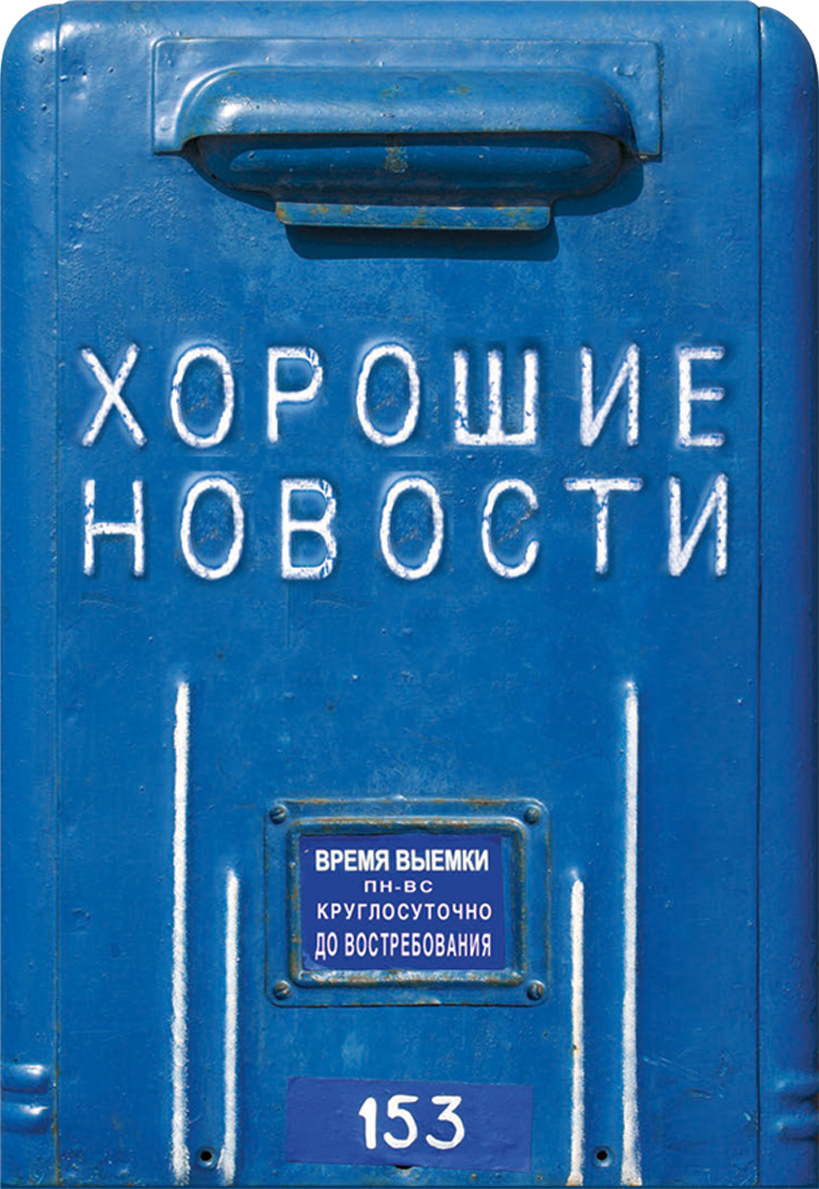 ХОРОШИЕ
НОВОСТИ
ВРЕМЯ ВЫЕМКИ
ПН-ВС
КРУГЛОСУТОЧНО
ДО ВОСТРЕБОВАНИЯ
153